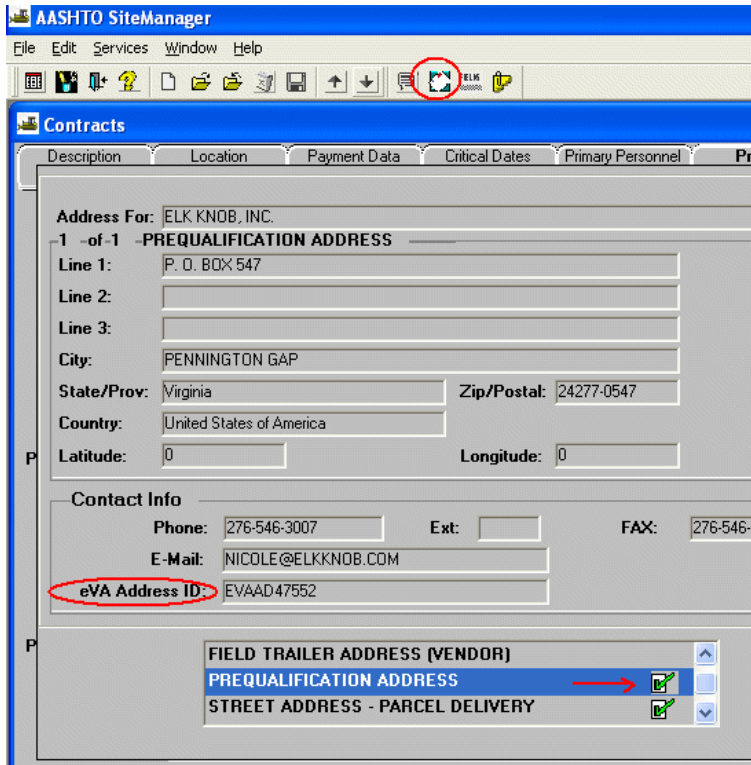 AASHTO SiteManager
File Edit Services Window Help
Contracts
Description Location Payment Data Critical Dates Primary Personnel Pr
Address For: ELK KNOB, INC.
1 -of-1 -PREQUALIFICATION ADDRESS
Line 1: P. O. BOX 547
Line 2:
Line 3:
City: PENNINGTON GAP
State/Prov: Virginia Zip/Postal: 24277-0547
Country: United States of America
P Latitude: 0 Longitude: 0
Contact Info
Phone: 276-546-3007 Ext: FAX: 276-546-
E-Mail: NICOLE@ELKKNOB.COM
eVA Address ID: EVAAD47552
P
FIELD TRAILER ADDRESS (VENDOR)
PREQUALIFICATION ADDRESS
STREET ADDRESS - PARCEL DELIVERY